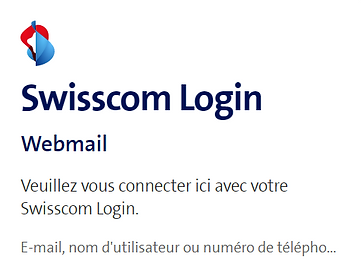 Swisscom Login
Webmail
Veuillez vous connecter ici avec votre
Swisscom Login.
E-mail, nom d'utilisateur ou numéro de télépho...